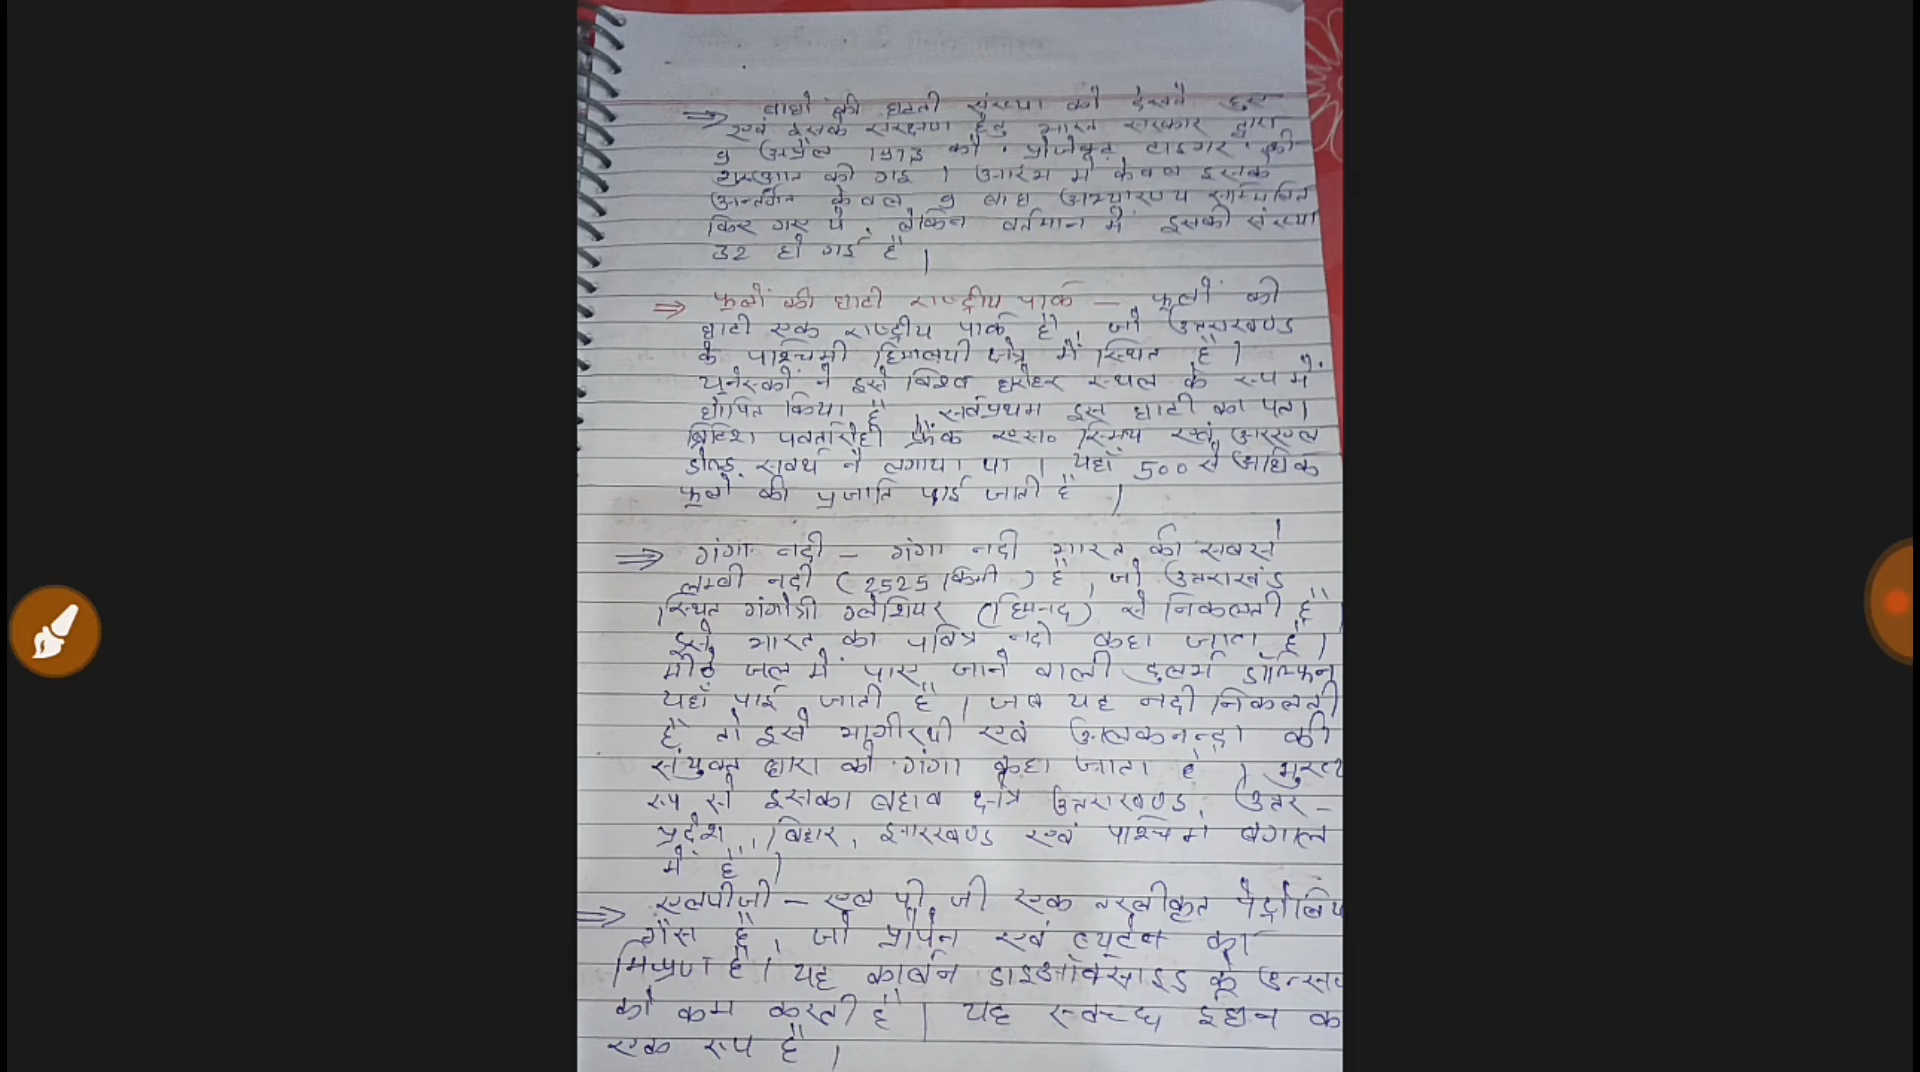 ⇒ बाघों की घटती संख्या को देखते हुए
एवं इसके संरक्षण हेतु भारत सरकार द्वारा
9 अप्रैल 1973 को 'प्रोजेक्ट टाइगर' की
शुरुआत की गई । आरंभ में केवल इसके
अन्तर्गत केवल 9 बाघ अभ्यारण्य सम्मिलित
किए गए थे, लेकिन वर्तमान में इसकी संख्या
32 हो गई है ।
⇒ फूलों की घाटी राष्ट्रीय पार्क – फूलों की
घाटी एक राष्ट्रीय पार्क है, जो उत्तराखण्ड
के पश्चिमी हिमालयी क्षेत्र में स्थित है ।
यूनेस्को ने इसे विश्व धरोहर स्थल के रूप में
घोषित किया है, सर्वप्रथम इस घाटी का पता
ब्रिटिश पर्वतारोही फ्रैंक एस० स्मिथ एवं आरएल
होल्ड्सवर्थ ने लगाया था । यहाँ 500 से अधिक
फूलों की प्रजाति पाई जाती है ।
⇒ गंगा नदी – गंगा नदी भारत की सबसे
लम्बी नदी (2525 किमी) है, जो उत्तराखंड
स्थित गंगोत्री ग्लेशियर (हिमनद) से निकलती है
इसे भारत का पवित्र नदी कहा जाता है ।
मीठे जल में पाए जाने वाली दुलर्भ डॉल्फिन
यहाँ पाई जाती है । जब यह नदी निकलती
है तो इसे भागीरथी एवं अलकनन्दा की
संयुक्त धारा को गंगा कहा जाता है । मुख्य
रूप से इसका बहाव क्षेत्र उत्तराखण्ड, उत्तर –
प्रदेश, बिहार, झारखण्ड एवं पश्चिम बंगाल
में है ।
⇒ एलपीजी – एल पी जी एक तरलीकृत पेट्रोलिय
गैस है, जो प्रोपेन एवं ब्यूटेन का
मिश्रण है । यह कार्बन डाइऑक्साइड के उत्सर्
को कम करती है । यह स्वच्छ इंधन क
एक रूप है ।